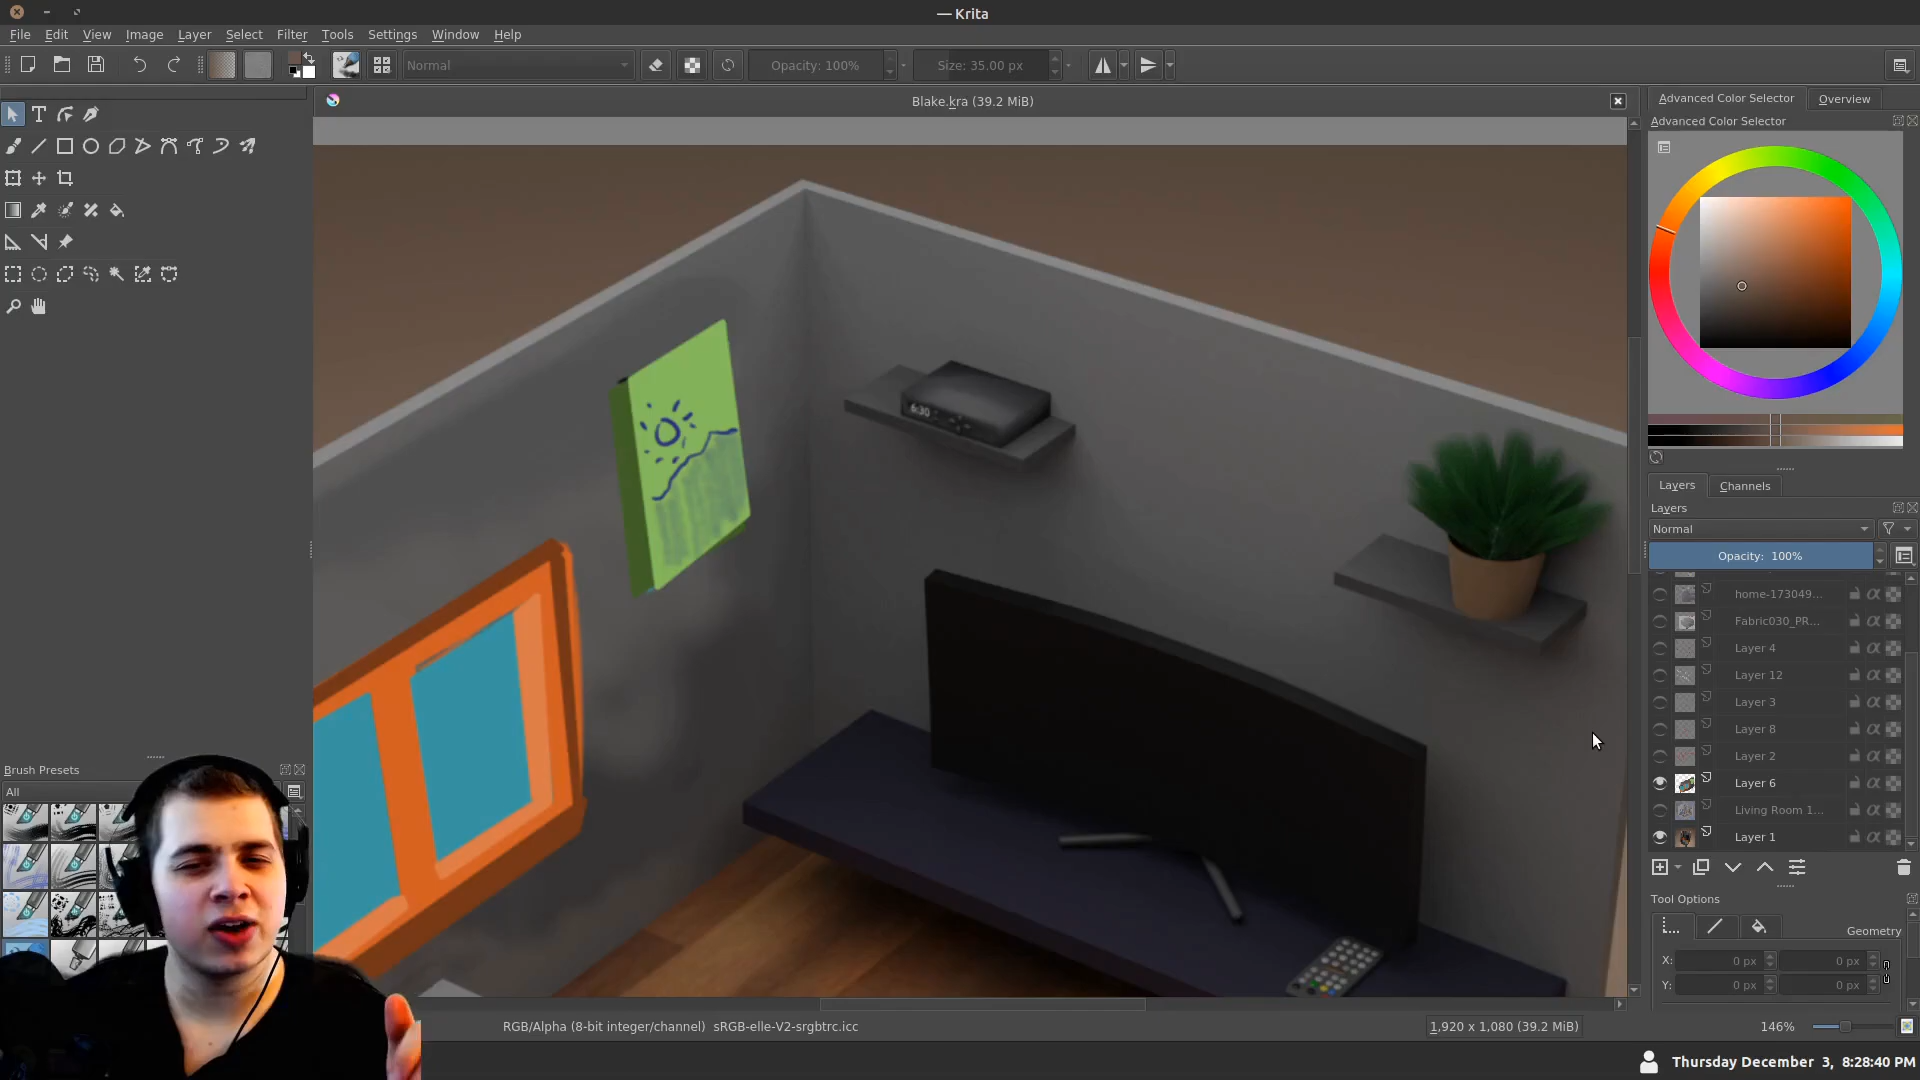 — Krita
File Edit View Image Layer Select Filter Tools Settings Window Help
Normal Opacity: 100% Size: 35.00 px
Blake.kra (39.2 MiB)
Advanced Color Selector Overview
Advanced Color Selector
Layers Channels
Layers
Normal
Opacity: 100%
home-173049...
Fabric030_PR...
Layer 4
Layer 12
Layer 3
Layer 8
Layer 2
Layer 6
Living Room 1...
Layer 1
Tool Options
Geometry
X: 0 px 0 px
Y: 0 px 0 px
6:30
Brush Presets
All
RGB/Alpha (8-bit integer/channel) sRGB-elle-V2-srgbtrc.icc
1,920 x 1,080 (39.2 MiB)
146%
Thursday December 3, 8:28:40 PM